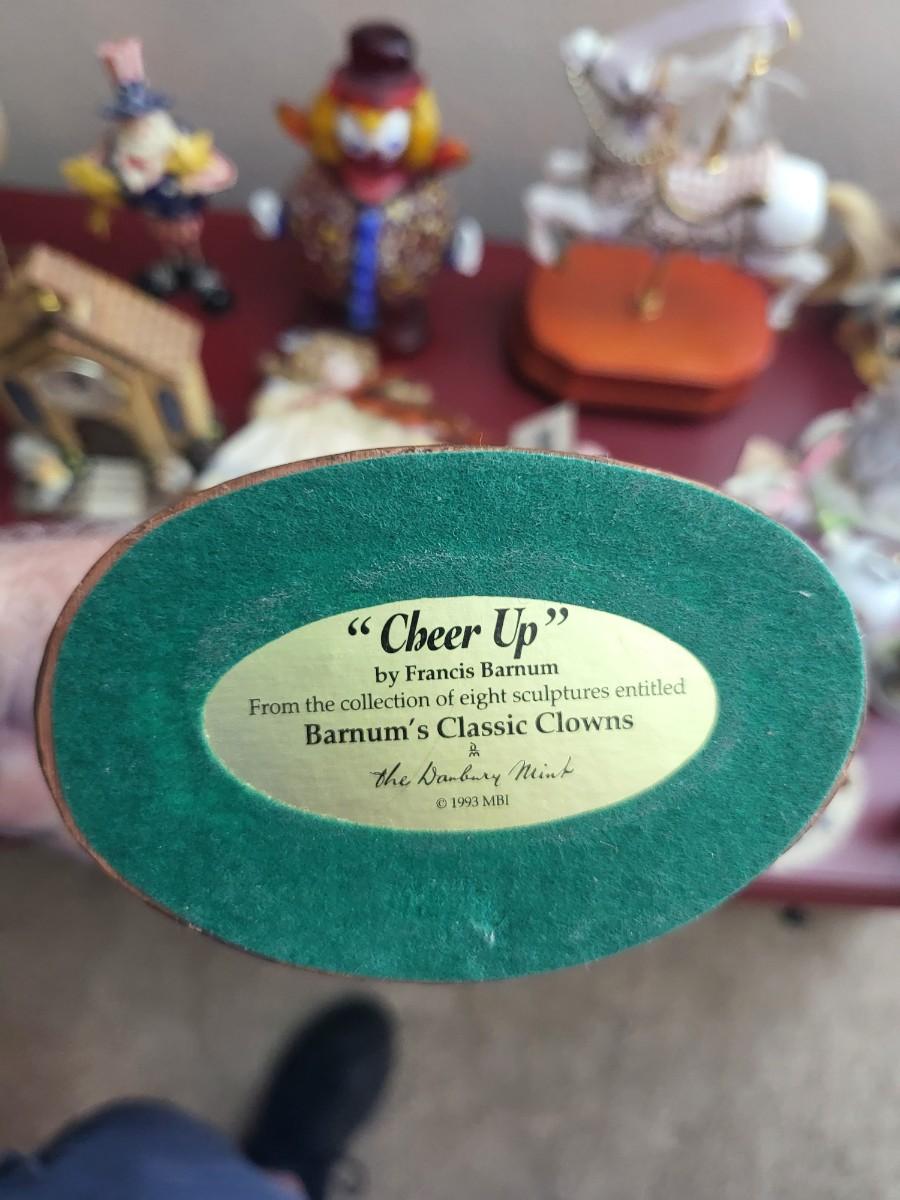 “Cheer Up”
by Francis Barnum
From the collection of eight sculptures entitled
Barnum's Classic Clowns
DM
the Danbury Mint
© 1993 MBI